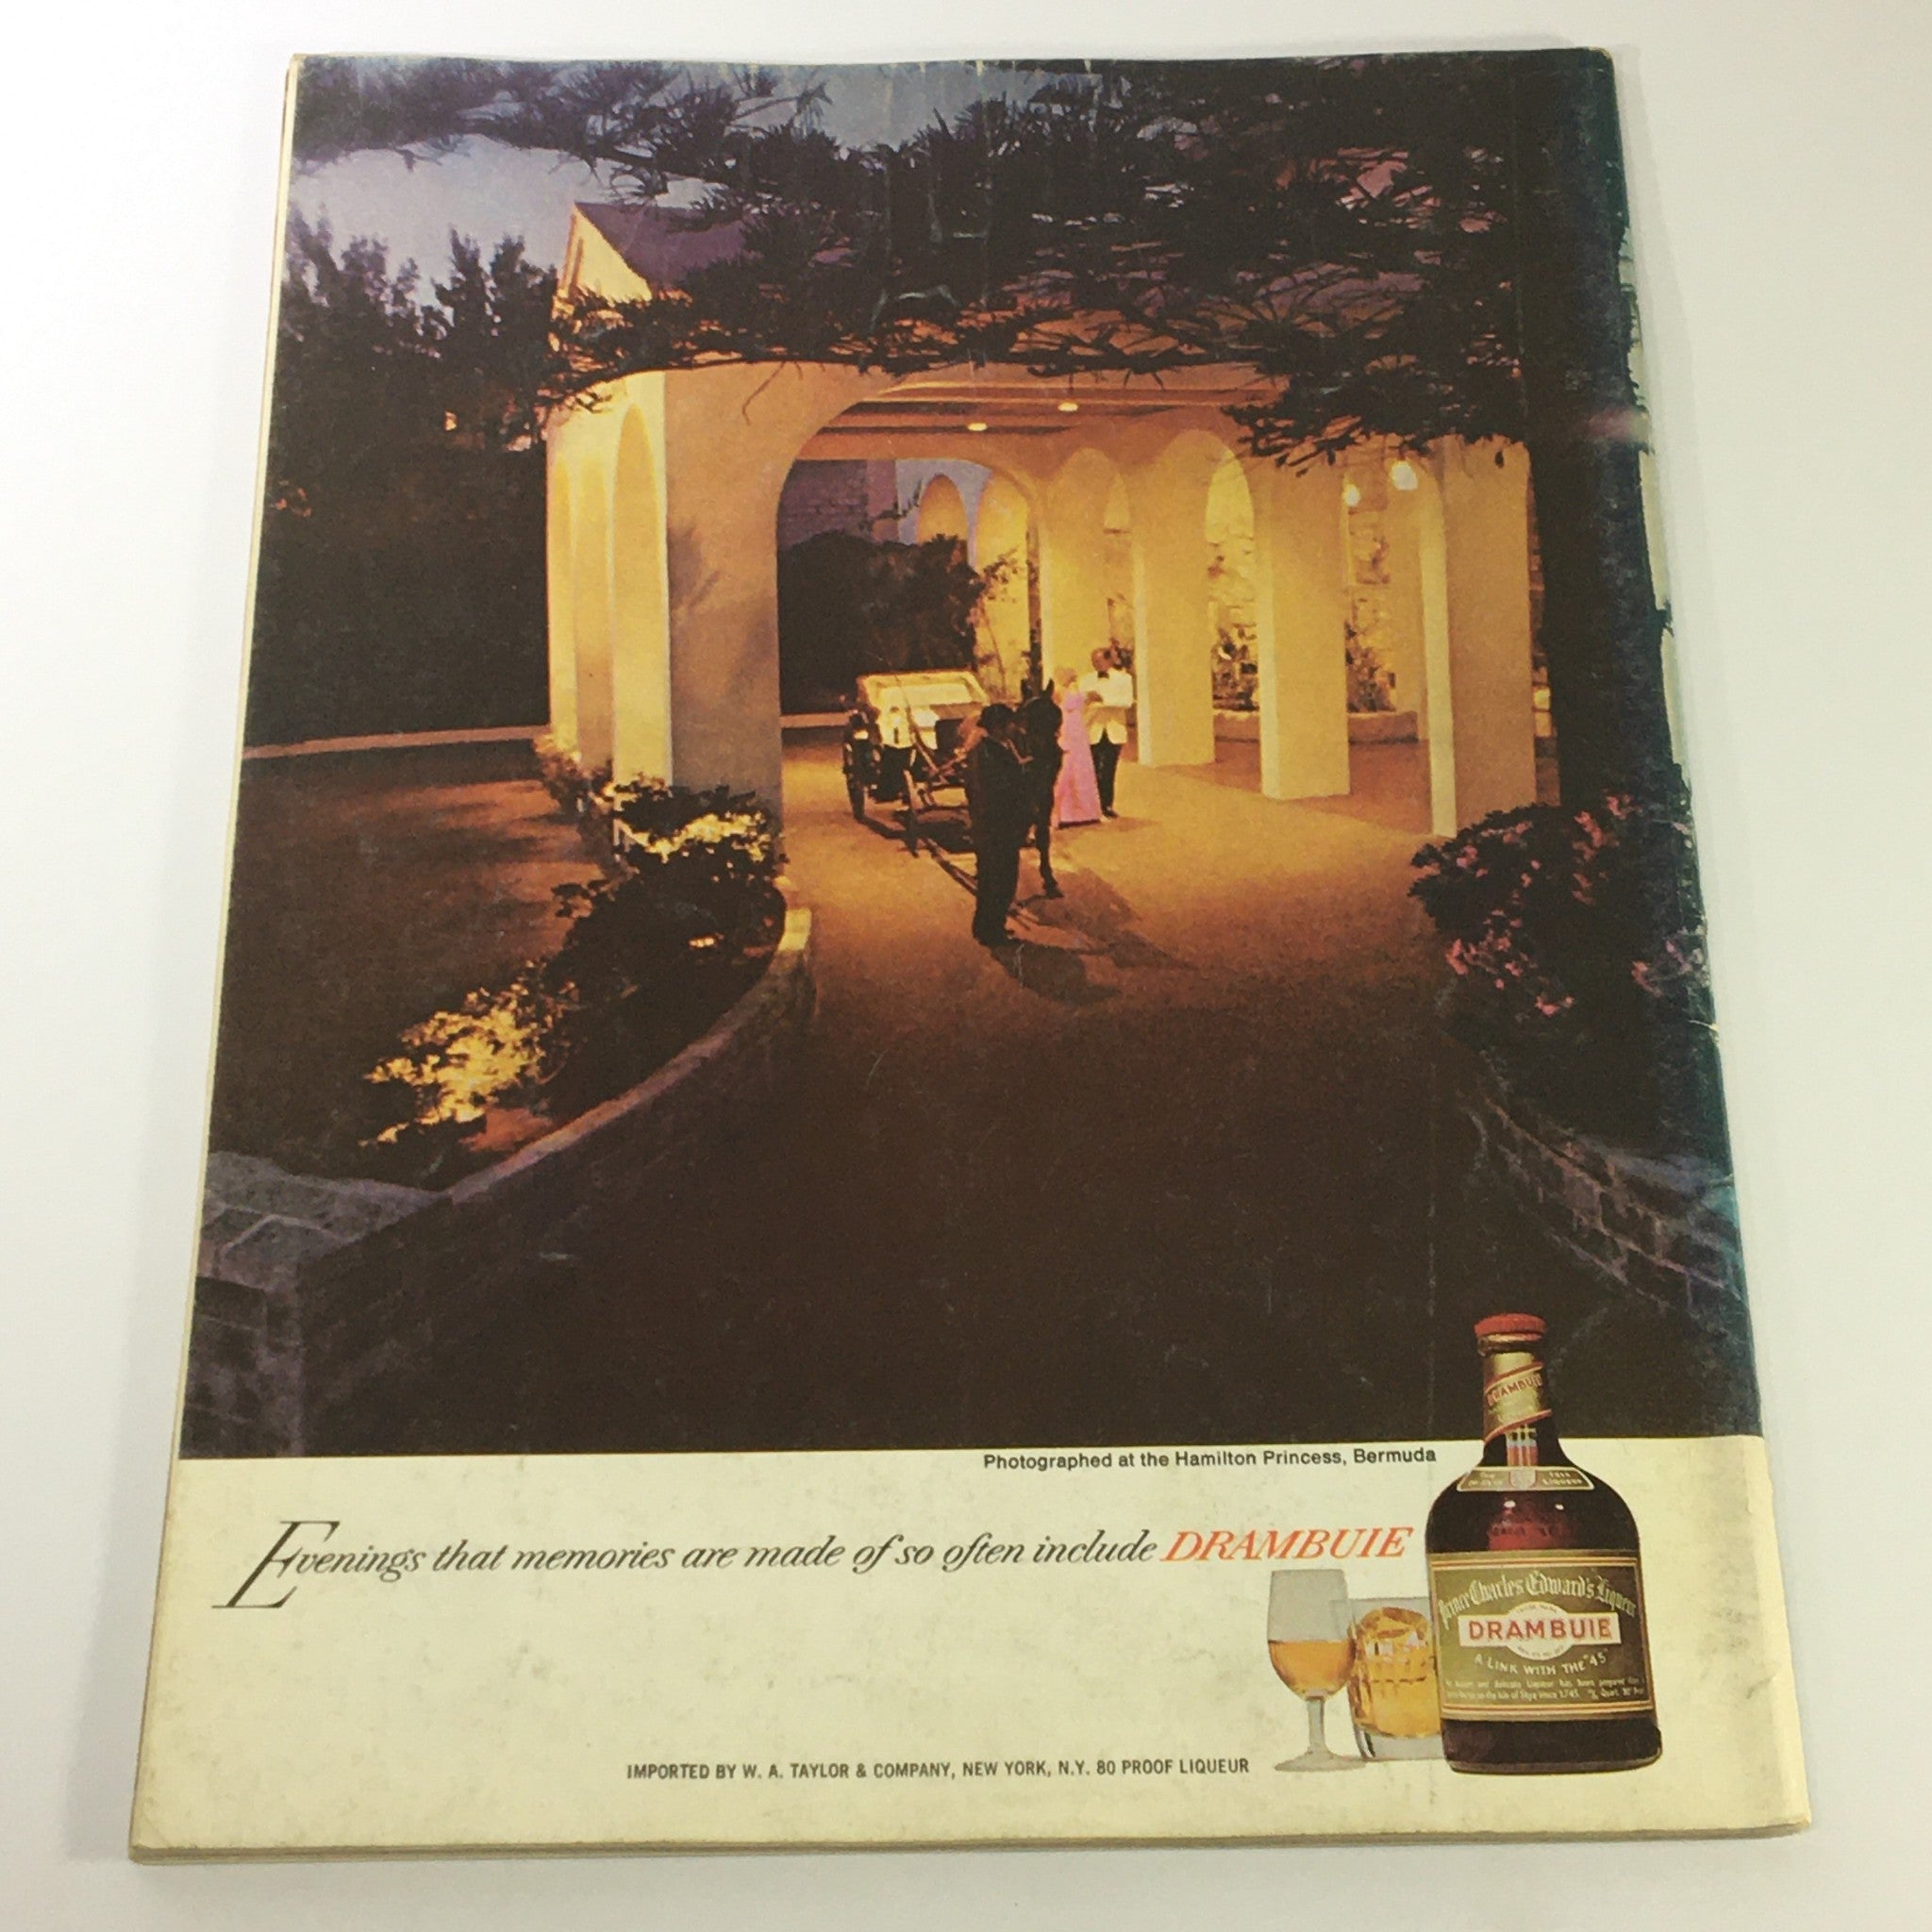 Photographed at the Hamilton Princess, Bermuda
Evenings that memories are made of so often include DRAMBUIE
DRAMBUIE
Prince Charles Edward's Liqueur
DRAMBUIE
A LINK WITH THE "45"
IMPORTED BY W. A. TAYLOR & COMPANY, NEW YORK, N.Y. 80 PROOF LIQUEUR